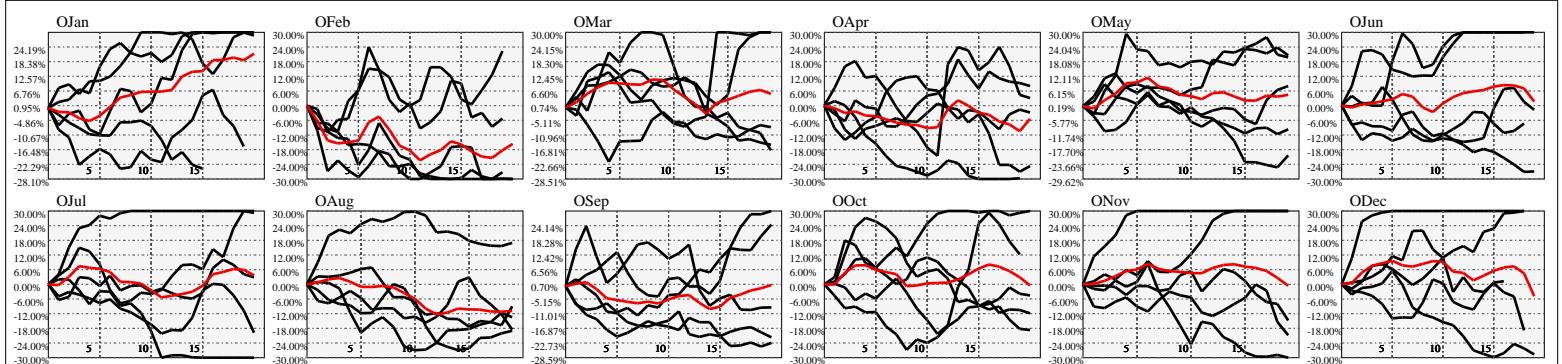 OJan OFeb OMar OApr OMay OJun
24.19% 30.00% 30.00% 30.00% 30.00% 30.00%
18.38% 24.00% 24.15% 24.00% 24.04% 24.00%
12.57% 18.00% 18.30% 18.00% 18.08% 18.00%
6.76% 12.00% 12.45% 12.00% 12.11% 12.00%
0.95% 6.00% 6.60% 6.00% 6.15% 6.00%
-4.86% 0.00% 0.74% 0.00% 0.19% 0.00%
-10.67% -6.00% -5.11% -6.00% -5.77% -6.00%
-16.48% -12.00% -10.96% -12.00% -11.74% -12.00%
-22.29% -18.00% -16.81% -18.00% -17.70% -18.00%
-28.10% -24.00% -22.66% -24.00% -23.66% -24.00%
-30.00% -28.51% -30.00% -29.62% -30.00%
5 10 15 5 10 15 5 10 15 5 10 15 5 10 15 5 10 15
OJul OAug OSep OOct ONov ODec
30.00% 30.00% 24.14% 30.00% 30.00% 30.00%
24.00% 24.00% 18.28% 24.00% 24.00% 24.00%
18.00% 18.00% 12.42% 18.00% 18.00% 18.00%
12.00% 12.00% 6.56% 12.00% 12.00% 12.00%
6.00% 6.00% 0.70% 6.00% 6.00% 6.00%
0.00% 0.00% -5.15% 0.00% 0.00% 0.00%
-6.00% -6.00% -11.01% -6.00% -6.00% -6.00%
-12.00% -12.00% -16.87% -12.00% -12.00% -12.00%
-18.00% -18.00% -22.73% -18.00% -18.00% -18.00%
-24.00% -24.00% -28.59% -24.00% -24.00% -24.00%
-30.00% -30.00% -30.00% -30.00% -30.00%
5 10 15 5 10 15 5 10 15 5 10 15 5 10 15 5 10 15